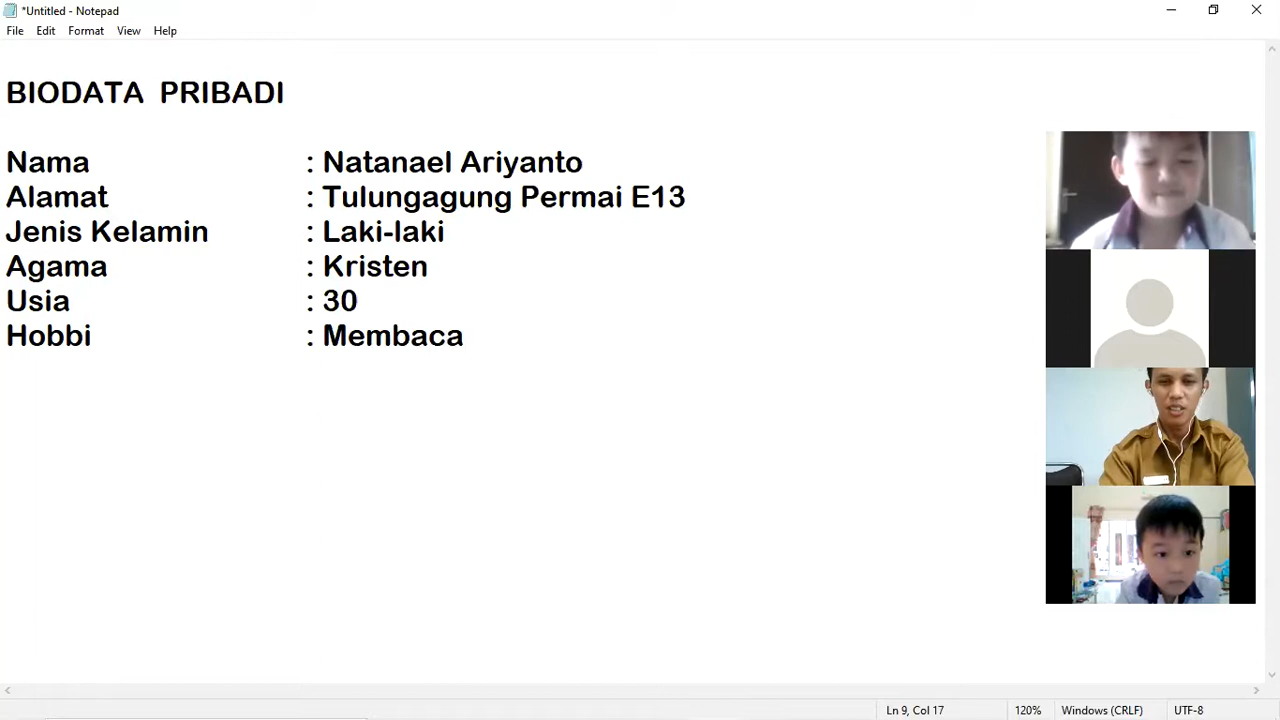 *Untitled - Notepad
File Edit Format View Help
BIODATA PRIBADI
Nama : Natanael Ariyanto
Alamat : Tulungagung Permai E13
Jenis Kelamin : Laki-laki
Agama : Kristen
Usia : 30
Hobbi : Membaca
Ln 9, Col 17 120% Windows (CRLF) UTF-8